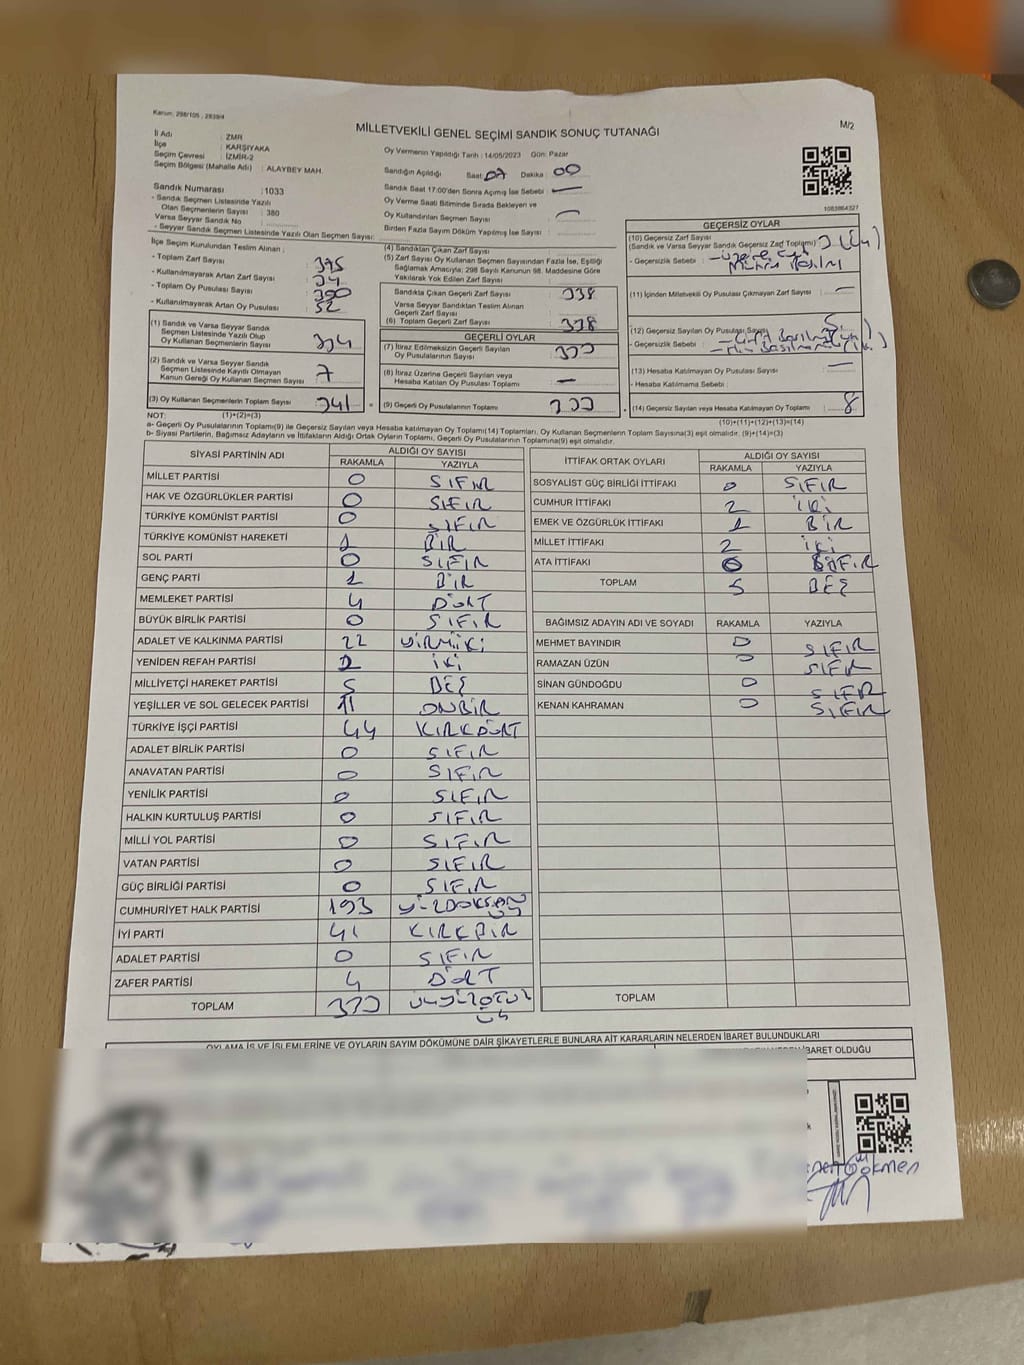 Kanun: 298/105 , 2839/4
M/2
MİLLETVEKİLİ GENEL SEÇİMİ SANDIK SONUÇ TUTANAĞI
İl Adı : ZMR
İlçe : KARŞIYAKA
Seçim Çevresi : İZMİR-2
Seçim Bölgesi (Mahalle Adı) : ALAYBEY MAH.
Sandık Numarası : 1033
- Sandık Seçmen Listesinde Yazılı
Olan Seçmenlerin Sayısı : 380
Varsa Seyyar Sandık No :
- Seyyar Sandık Seçmen Listesinde Yazılı Olan Seçmen Sayısı:
Oy Vermenin Yapıldığı Tarih : 14/05/2023 Gün: Pazar
Sandığın Açıldığı Saat 07 Dakika 00
Sandık Saat 17:00'den Sonra Açılmış İse Sebebi : —
Oy Verme Saati Bitiminde Sırada Bekleyen ve
Oy Kullandırılan Seçmen Sayısı : —
Birden Fazla Sayım Döküm Yapılmış İse Sayısı :
1083864327
İlçe Seçim Kurulundan Teslim Alınan ;
- Toplam Zarf Sayısı : 375
- Kullanılmayarak Artan Zarf Sayısı : 34
- Toplam Oy Pusulası Sayısı : 390
- Kullanılmayarak Artan Oy Pusulası : 52
(1) Sandık ve Varsa Seyyar Sandık
Seçmen Listesinde Yazılı Olup
Oy Kullanan Seçmenlerin Sayısı 334
(2) Sandık ve Varsa Seyyar Sandık
Seçmen Listesinde Kayıtlı Olmayan
Kanun Gereği Oy Kullanan Seçmen Sayısı 7
(3) Oy Kullanan Seçmenlerin Toplam Sayısı 341
(4) Sandıktan Çıkan Zarf Sayısı
(5) Zarf Sayısı Oy Kullanan Seçmen Sayısından Fazla İse, Eşitliği
Sağlamak Amacıyla; 298 Sayılı Kanunun 98. Maddesine Göre
Yakılarak Yok Edilen Zarf Sayısı
Sandıkta Çıkan Geçerli Zarf Sayısı 338
Varsa Seyyar Sandıktan Teslim Alınan
Geçerli Zarf Sayısı
(6) Toplam Geçerli Zarf Sayısı 338
GEÇERLİ OYLAR
(7) İtiraz Edilmeksizin Geçerli Sayılan
Oy Pusulalarının Sayısı 333
(8) İtiraz Üzerine Geçerli Sayılan veya
Hesaba Katılan Oy Pusulası Toplamı —
(9) Geçerli Oy Pusulalarının Toplamı 333
GEÇERSİZ OYLAR
(10) Geçersiz Zarf Sayısı
(Sandık ve Varsa Seyyar Sandık Geçersiz Zarf Toplamı) 3 (üç)
- Geçersizlik Sebebi :
(11) İçinden Milletvekili Oy Pusulası Çıkmayan Zarf Sayısı —
(12) Geçersiz Sayılan Oy Pusulası Sayısı 5
- Geçersizlik Sebebi :
(13) Hesaba Katılmayan Oy Pusulası Sayısı —
- Hesaba Katılmama Sebebi :
(14) Geçersiz Sayılan veya Hesaba Katılmayan Oy Toplamı 8
NOT: (1)+(2)=(3)
(10)+(11)+(12)+(13)=(14)
a- Geçerli Oy Pusulalarının Toplamı(9) ile Geçersiz Sayılan veya Hesaba Katılmayan Oy Toplamı(14) Toplamları, Oy Kullanan Seçmenlerin Toplam Sayısına(3) eşit olmalıdır. (9)+(14)=(3)
b- Siyasi Partilerin, Bağımsız Adayların ve İttifakların Aldığı Ortak Oyların Toplamı, Geçerli Oy Pusulalarının Toplamına(9) eşit olmalıdır.
SİYASİ PARTİNİN ADI ALDIĞI OY SAYISI
RAKAMLA YAZIYLA
MİLLET PARTİSİ 0 SIFIR
HAK VE ÖZGÜRLÜKLER PARTİSİ 0 SIFIR
TÜRKİYE KOMÜNİST PARTİSİ 0 SIFIR
TÜRKİYE KOMÜNİST HAREKETİ 1 BİR
SOL PARTİ 0 SIFIR
GENÇ PARTİ 1 BİR
MEMLEKET PARTİSİ 4 DÖRT
BÜYÜK BİRLİK PARTİSİ 0 SIFIR
ADALET VE KALKINMA PARTİSİ 22 YİRMİİKİ
YENİDEN REFAH PARTİSİ 2 İKİ
MİLLİYETÇİ HAREKET PARTİSİ 5 BEŞ
YEŞİLLER VE SOL GELECEK PARTİSİ 11 ONBİR
TÜRKİYE İŞÇİ PARTİSİ 44 KIRKDÖRT
ADALET BİRLİK PARTİSİ 0 SIFIR
ANAVATAN PARTİSİ 0 SIFIR
YENİLİK PARTİSİ 0 SIFIR
HALKIN KURTULUŞ PARTİSİ 0 SIFIR
MİLLİ YOL PARTİSİ 0 SIFIR
VATAN PARTİSİ 0 SIFIR
GÜÇ BİRLİĞİ PARTİSİ 0 SIFIR
CUMHURİYET HALK PARTİSİ 193 YÜZDOKSAN ÜÇ
İYİ PARTİ 41 KIRKBİR
ADALET PARTİSİ 0 SIFIR
ZAFER PARTİSİ 4 DÖRT
TOPLAM 333 ÜÇYÜZOTUZ ÜÇ
İTTİFAK ORTAK OYLARI ALDIĞI OY SAYISI
RAKAMLA YAZIYLA
SOSYALİST GÜÇ BİRLİĞİ İTTİFAKI 0 SIFIR
CUMHUR İTTİFAKI 2 İKİ
EMEK VE ÖZGÜRLÜK İTTİFAKI 1 BİR
MİLLET İTTİFAKI 2 İKİ
ATA İTTİFAKI 0 SIFIR
TOPLAM 5 BEŞ
BAĞIMSIZ ADAYIN ADI VE SOYADI RAKAMLA YAZIYLA
MEHMET BAYINDIR 0 SIFIR
RAMAZAN ÜZÜN 0 SIFIR
SİNAN GÜNDOĞDU 0 SIFIR
KENAN KAHRAMAN 0 SIFIR
TOPLAM
OYLAMA İŞ VE İŞLEMLERİNE VE OYLARIN SAYIM DÖKÜMÜNE DAİR ŞİKAYETLERLE BUNLARA AİT KARARLARIN NELERDEN İBARET BULUNDUKLARI
İBARET OLDUĞU
Gökmen